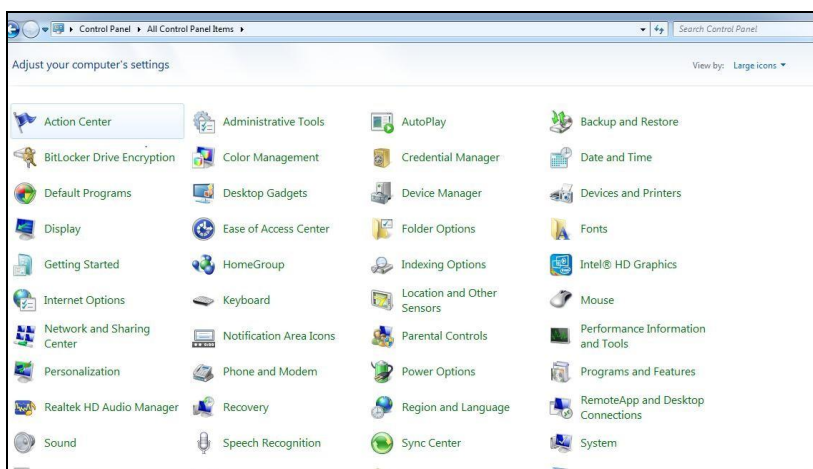 Control Panel ▸ All Control Panel Items ▸ Search Control Panel
Adjust your computer's settings View by: Large icons
Action Center Administrative Tools AutoPlay Backup and Restore
BitLocker Drive Encryption Color Management Credential Manager Date and Time
Default Programs Desktop Gadgets Device Manager Devices and Printers
Display Ease of Access Center Folder Options Fonts
Getting Started HomeGroup Indexing Options Intel® HD Graphics
Internet Options Keyboard Location and Other Sensors Mouse
Network and Sharing Center Notification Area Icons Parental Controls Performance Information and Tools
Personalization Phone and Modem Power Options Programs and Features
Realtek HD Audio Manager Recovery Region and Language RemoteApp and Desktop Connections
Sound Speech Recognition Sync Center System